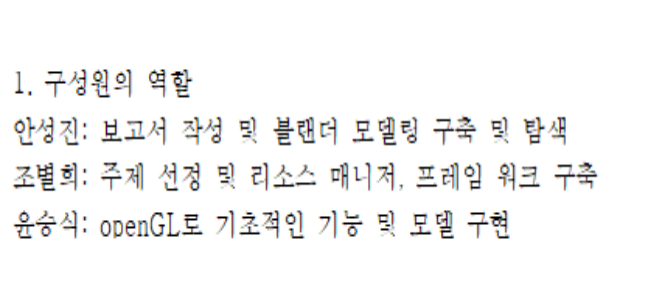 1. 구성원의 역할
안성진: 보고서 작성 및 블랜더 모델링 구축 및 탐색
조별희: 주제 선정 및 리소스 매니저, 프레임 워크 구축
윤승식: openGL로 기초적인 기능 및 모델 구현